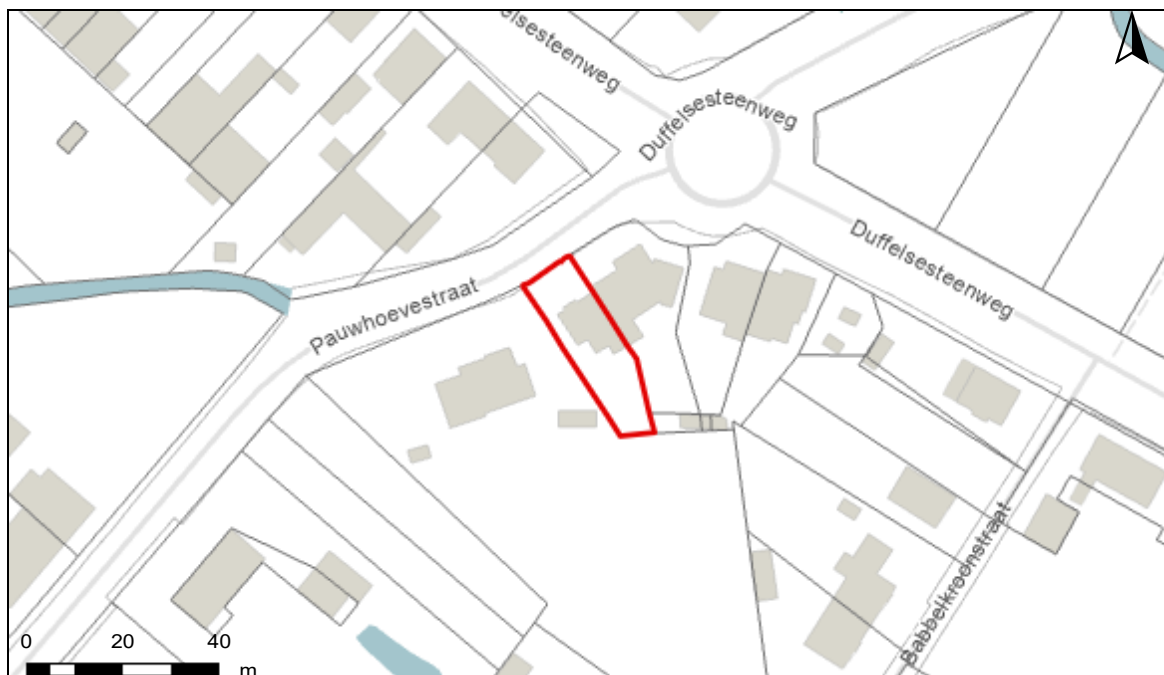 elsesteenweg
Duffelsesteenweg
Duffelsesteenweg
Pauwhoevestraat
Babbelkroonstraat
0 20 40
m